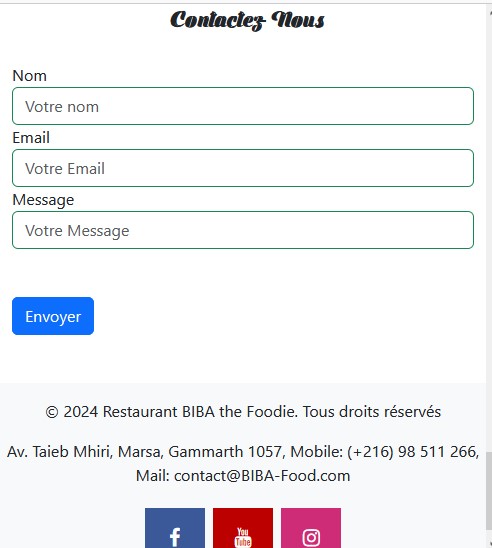 Contactez Nous
Nom
Votre nom
Email
Votre Email
Message
Votre Message
Envoyer
© 2024 Restaurant BIBA the Foodie. Tous droits réservés
Av. Taieb Mhiri, Marsa, Gammarth 1057, Mobile: (+216) 98 511 266,
Mail: contact@BIBA-Food.com
f
You
Tube